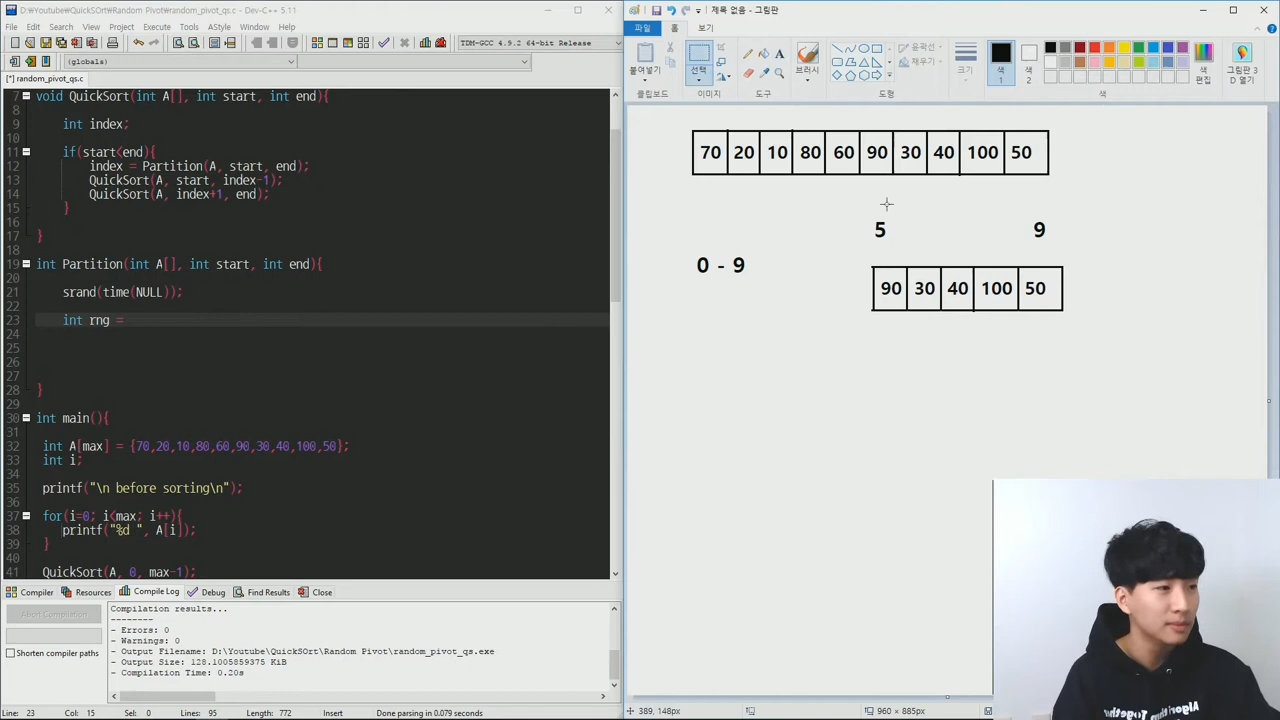 D:\Youtube\QuickSOrt\Random Pivot\random_pivot_qs.c - Dev-C++ 5.11
File Edit Search View Project Execute Tools AStyle Window Help
TDM-GCC 4.9.2 64-bit Release
(globals)
[*] random_pivot_qs.c
7 void QuickSort(int A[], int start, int end){
8
9 int index;
10
11 if(start<end){
12 index = Partition(A, start, end);
13 QuickSort(A, start, index-1);
14 QuickSort(A, index+1, end);
15 }
16
17 }
18
19 int Partition(int A[], int start, int end){
20
21 srand(time(NULL));
22
23 int rng =
24
25
26
27
28 }
29
30 int main(){
31
32 int A[max] = {70,20,10,80,60,90,30,40,100,50};
33 int i;
34
35 printf("\n before sorting\n");
36
37 for(i=0; i<max; i++){
38 printf("%d ", A[i]);
39 }
40
41 QuickSort(A, 0, max-1);
Compiler Resources Compile Log Debug Find Results Close
Abort Compilation
Shorten compiler paths
Compilation results...
--------
- Errors: 0
- Warnings: 0
- Output Filename: D:\Youtube\QuickSOrt\Random Pivot\random_pivot_qs.exe
- Output Size: 128.1005859375 KiB
- Compilation Time: 0.20s
Line: 23 Col: 15 Sel: 0 Lines: 95 Length: 772 Insert Done parsing in 0.079 seconds
제목 없음 - 그림판
파일 홈 보기
붙여넣기 선택 브러시 윤곽선 채우기 크기 색 1 색 2 색 편집 그림판 3D 열기
클립보드 이미지 도구 도형 색
70 20 10 80 60 90 30 40 100 50
5 9
0 - 9
90 30 40 100 50
389, 148px 960 × 885px
Algorithm Together